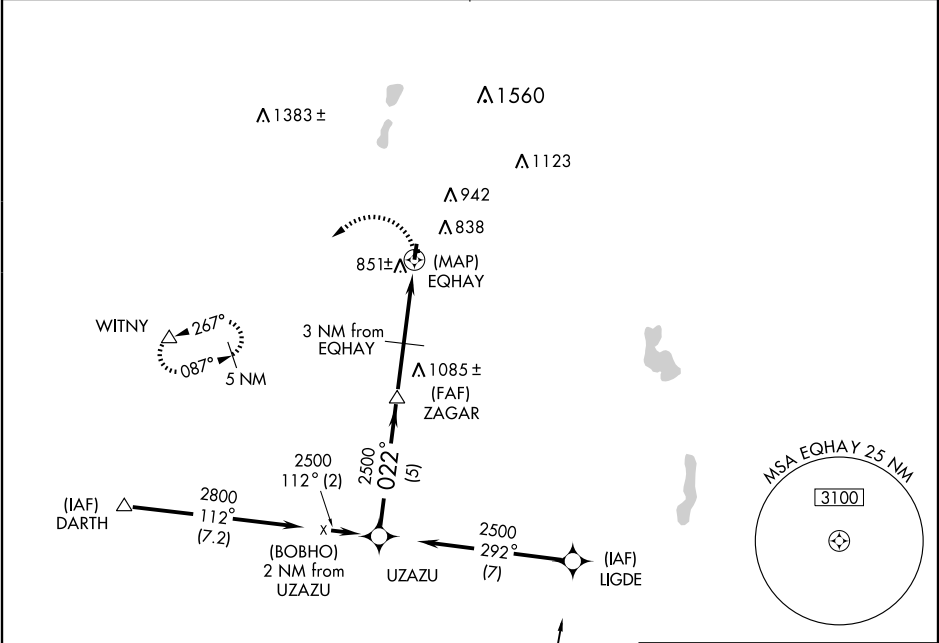 1560
1383 ±
1123
942
838
851±
(MAP)
EQHAY
WITNY
267°
087°
5 NM
3 NM from
EQHAY
1085 ±
(FAF)
ZAGAR
2500
022°
(5)
2500
112° (2)
(IAF)
DARTH
2800
112°
(7.2)
(BOBHO)
2 NM from
UZAZU
UZAZU
2500
292°
(7)
(IAF)
LIGDE
MSA EQHAY 25 NM
3100